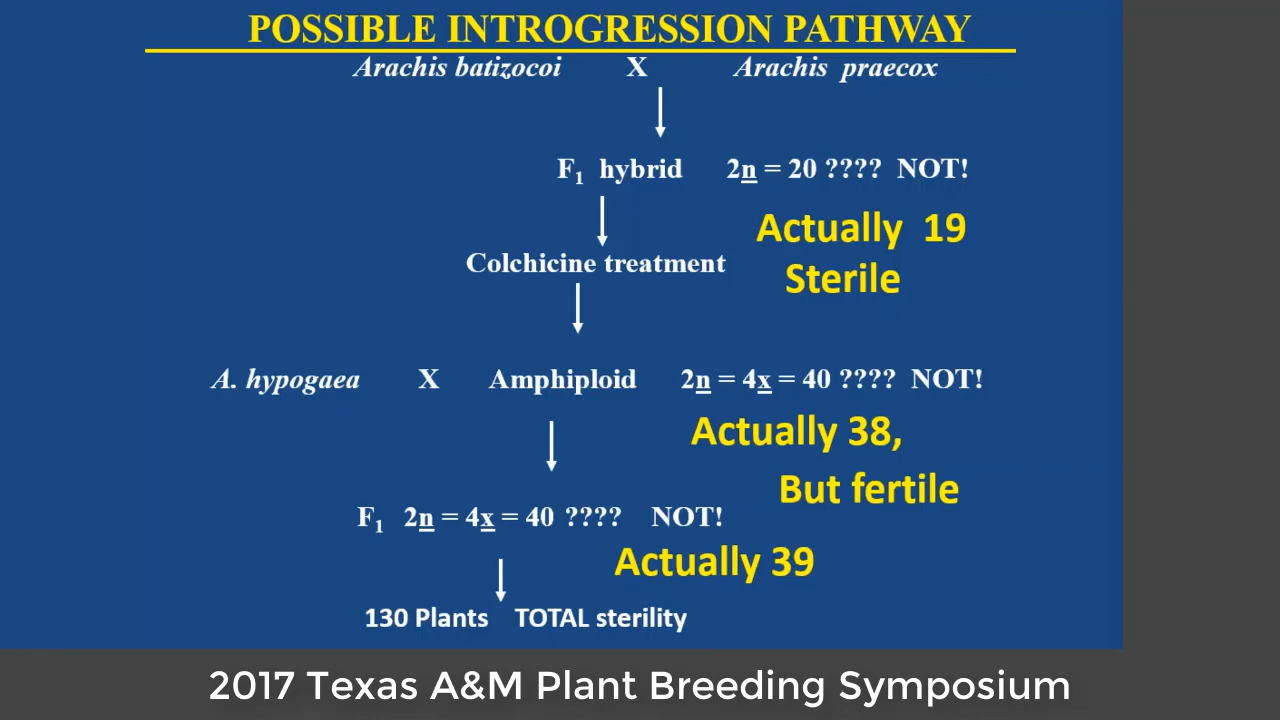 POSSIBLE INTROGRESSION PATHWAY
Arachis batizocoi X Arachis praecox
F1 hybrid 2n = 20 ???? NOT!
Actually 19
Sterile
Colchicine treatment
A. hypogaea X Amphiploid 2n = 4x = 40 ???? NOT!
Actually 38,
But fertile
F1 2n = 4x = 40 ???? NOT!
Actually 39
130 Plants TOTAL sterility
2017 Texas A&M Plant Breeding Symposium